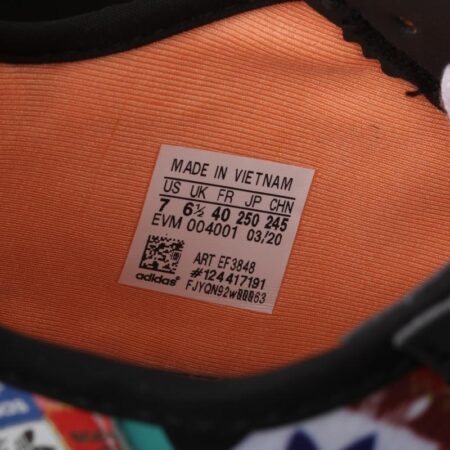 MADE IN VIETNAM
US UK FR JP CHN
7 6½ 40 250 245
EVM 004001 03/20
ART EF3848
#124417191
adidas